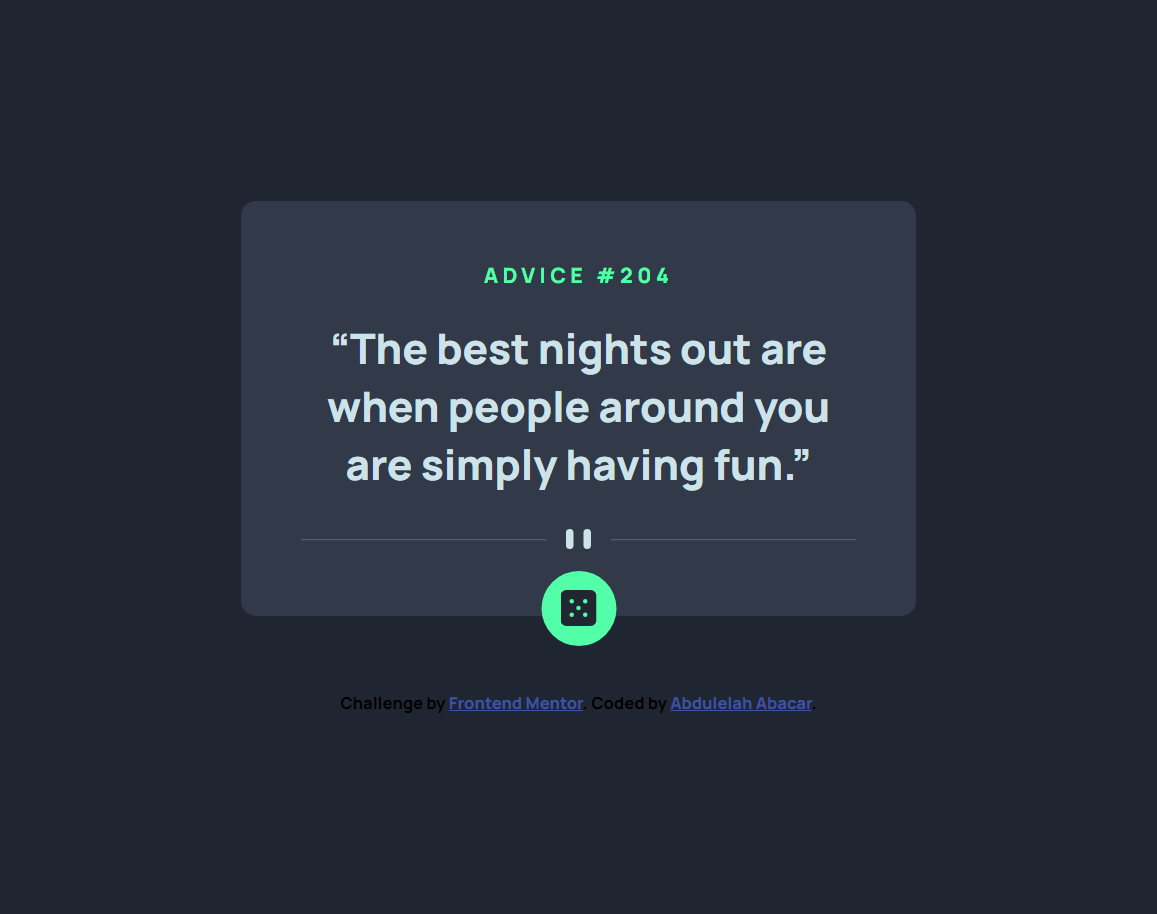 ADVICE #204
“The best nights out are
when people around you
are simply having fun.”
Challenge by Frontend Mentor. Coded by Abdulelah Abacar.